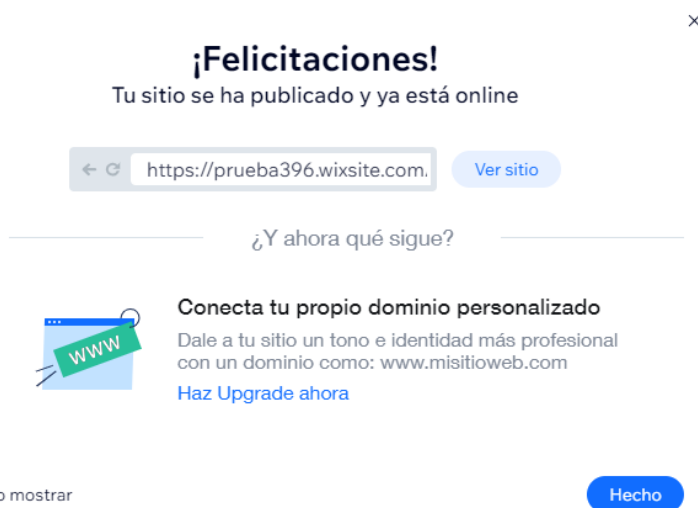 ¡Felicitaciones!
Tu sitio se ha publicado y ya está online
https://prueba396.wixsite.com
Ver sitio
¿Y ahora qué sigue?
WWW
Conecta tu propio dominio personalizado
Dale a tu sitio un tono e identidad más profesional
con un dominio como: www.misitioweb.com
Haz Upgrade ahora
mostrar
Hecho